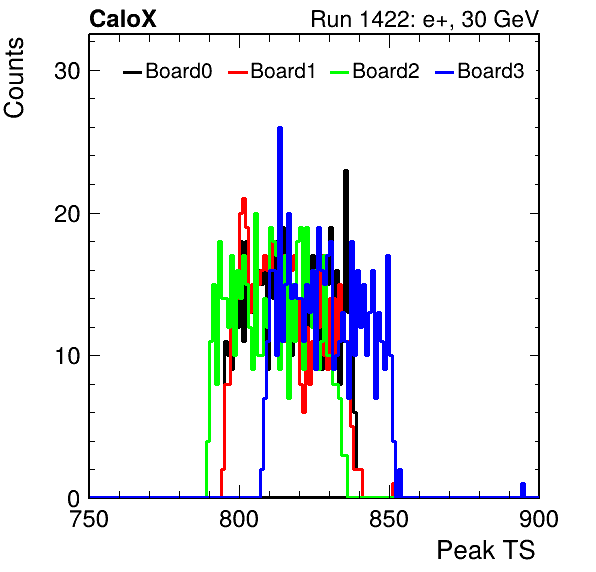 CaloX Run 1422: e+, 30 GeV
Counts
30
Board0 Board1 Board2 Board3
20
10
0
750 800 850 900
Peak TS